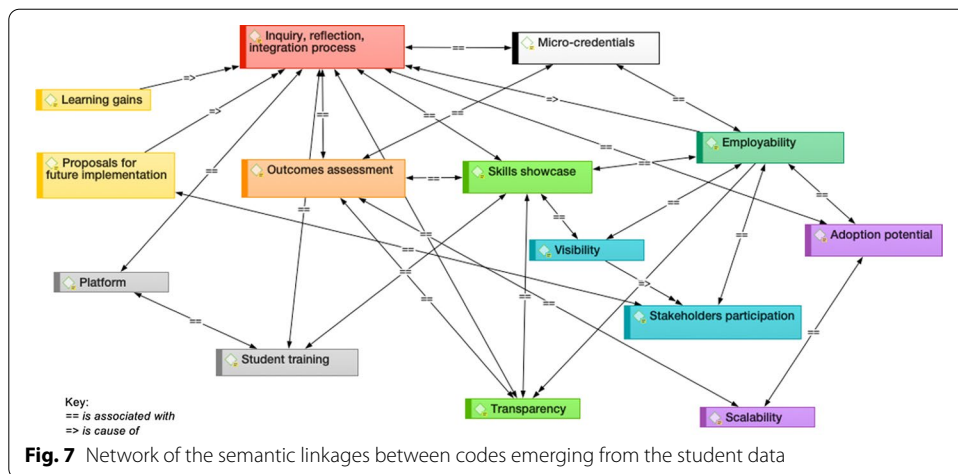 Inquiry, reflection,
integration process
==
Micro-credentials
=>
==
==
Learning gains
=>
==
==
==
=>
==
Employability
Proposals for
future implementation
==
Outcomes assessment
==
Skills showcase
==
==
==
==
==
==
Visibility
Adoption potential
==
==
==
Platform
==
==
=>
==
Stakeholders participation
==
==
==
Student training
Key:
== is associated with
=> is cause of
Transparency
Scalability
Fig. 7 Network of the semantic linkages between codes emerging from the student data